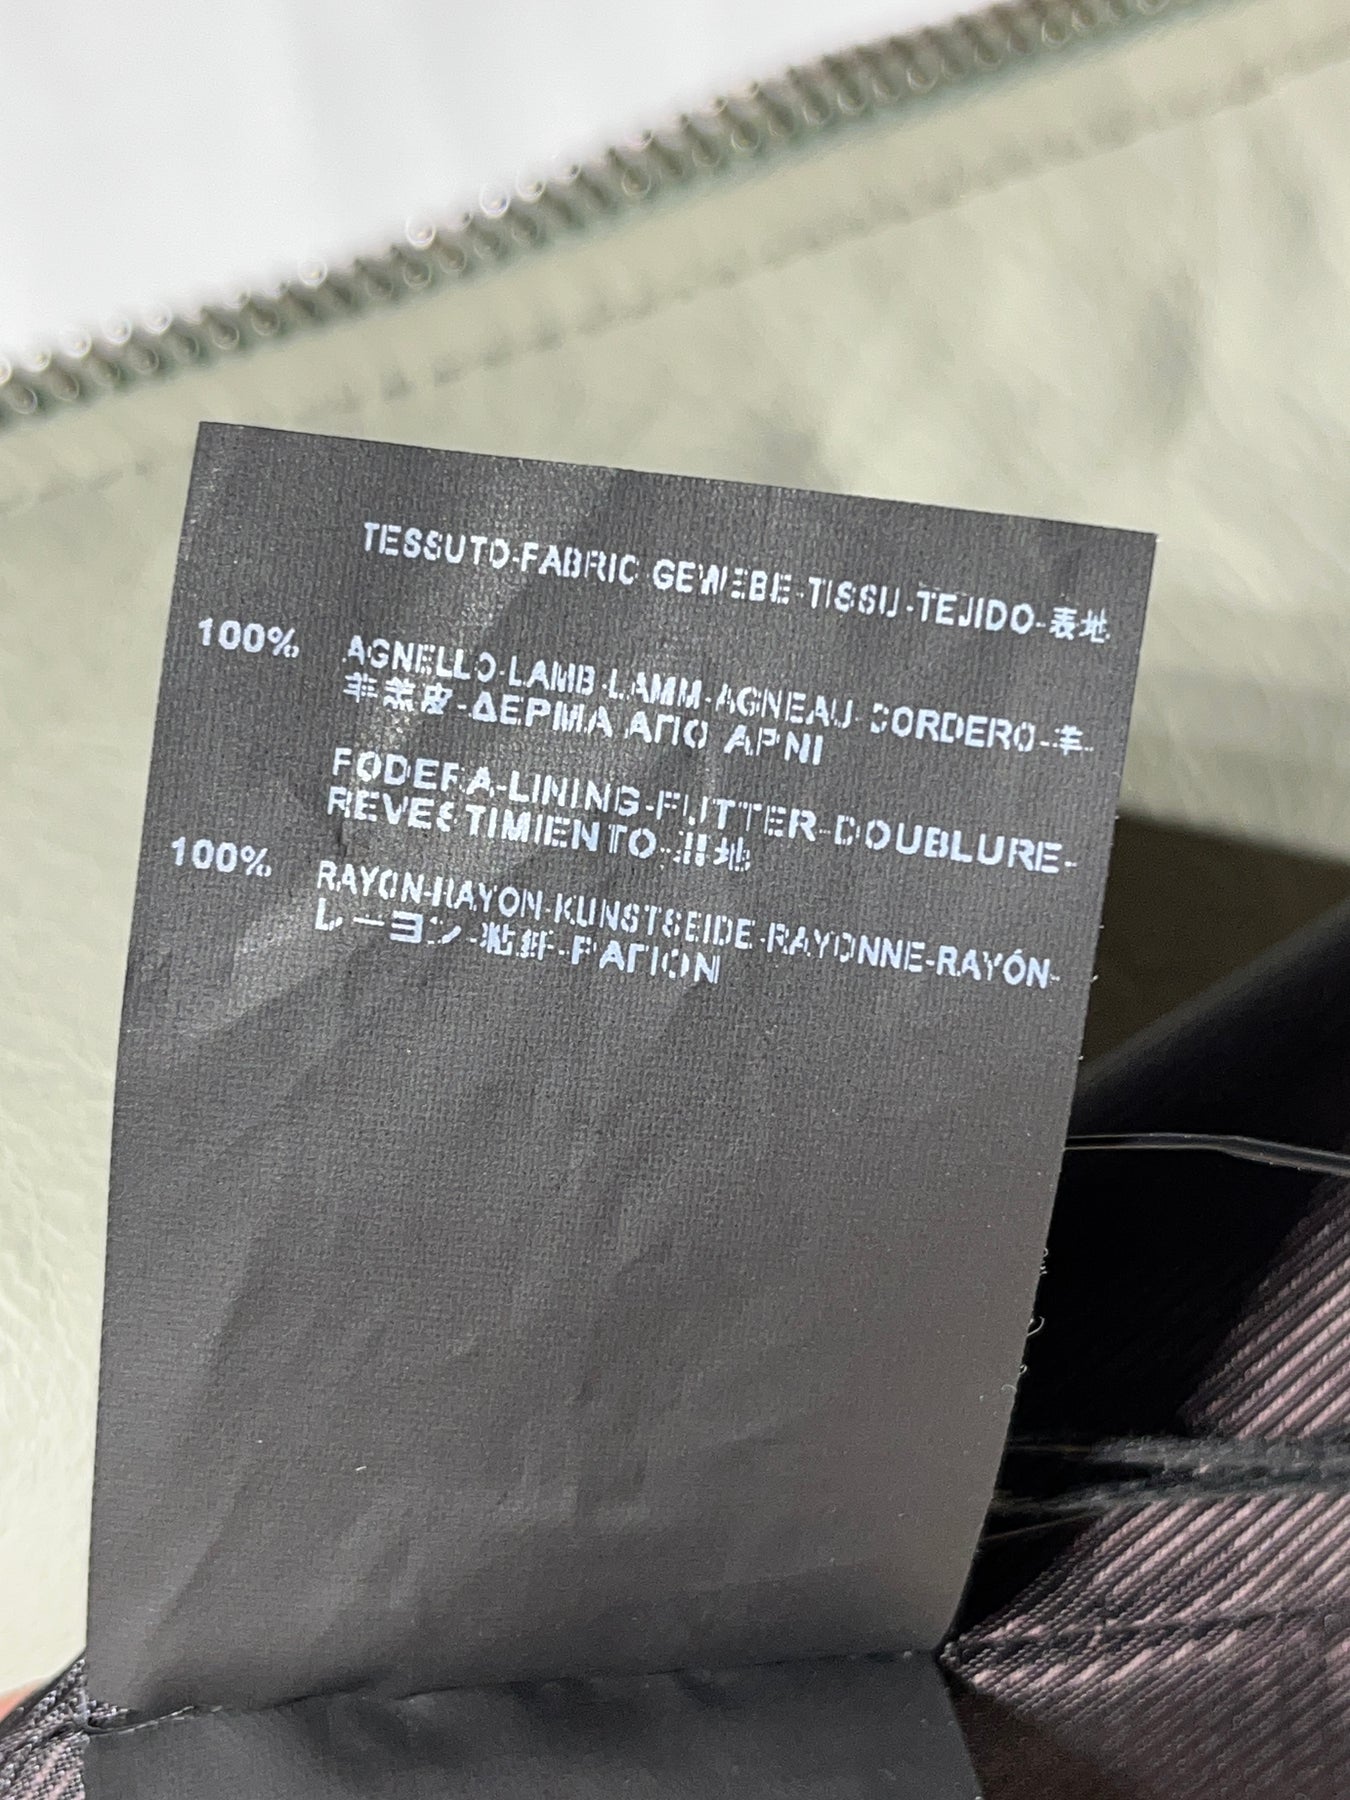 TESSUTO-FABRIC-GEWEBE-TISSU-TEJIDO-表地
100% AGNELLO-LAMB-LAMM-AGNEAU-CORDERO-羊-
羊羔皮-ΔΕΡΜΑ ΑΠΟ ΑΡΝΙ
FODERA-LINING-FUTTER-DOUBLURE-
REVESTIMIENTO-裏地
100% RAYON-RAYON-KUNSTSEIDE-RAYONNE-RAYÓN-
レーヨン-粘纤-ΡΑΓΙΟΝ